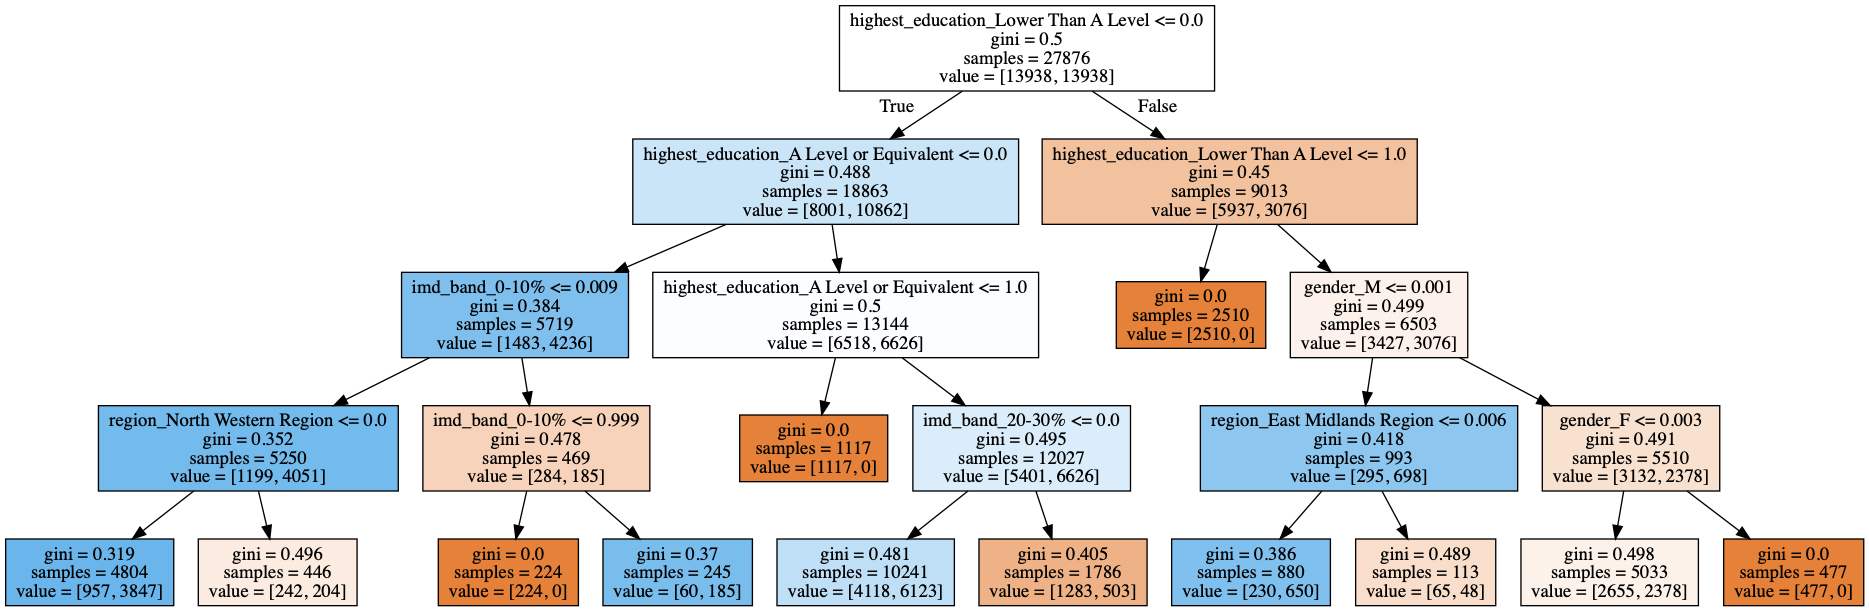 highest_education_Lower Than A Level <= 0.0
gini = 0.5
samples = 27876
value = [13938, 13938]
True
False
highest_education_A Level or Equivalent <= 0.0
gini = 0.488
samples = 18863
value = [8001, 10862]
highest_education_Lower Than A Level <= 1.0
gini = 0.45
samples = 9013
value = [5937, 3076]
imd_band_0-10% <= 0.009
gini = 0.384
samples = 5719
value = [1483, 4236]
highest_education_A Level or Equivalent <= 1.0
gini = 0.5
samples = 13144
value = [6518, 6626]
gini = 0.0
samples = 2510
value = [2510, 0]
gender_M <= 0.001
gini = 0.499
samples = 6503
value = [3427, 3076]
region_North Western Region <= 0.0
gini = 0.352
samples = 5250
value = [1199, 4051]
imd_band_0-10% <= 0.999
gini = 0.478
samples = 469
value = [284, 185]
gini = 0.0
samples = 1117
value = [1117, 0]
imd_band_20-30% <= 0.0
gini = 0.495
samples = 12027
value = [5401, 6626]
region_East Midlands Region <= 0.006
gini = 0.418
samples = 993
value = [295, 698]
gender_F <= 0.003
gini = 0.491
samples = 5510
value = [3132, 2378]
gini = 0.319
samples = 4804
value = [957, 3847]
gini = 0.496
samples = 446
value = [242, 204]
gini = 0.0
samples = 224
value = [224, 0]
gini = 0.37
samples = 245
value = [60, 185]
gini = 0.481
samples = 10241
value = [4118, 6123]
gini = 0.405
samples = 1786
value = [1283, 503]
gini = 0.386
samples = 880
value = [230, 650]
gini = 0.489
samples = 113
value = [65, 48]
gini = 0.498
samples = 5033
value = [2655, 2378]
gini = 0.0
samples = 477
value = [477, 0]